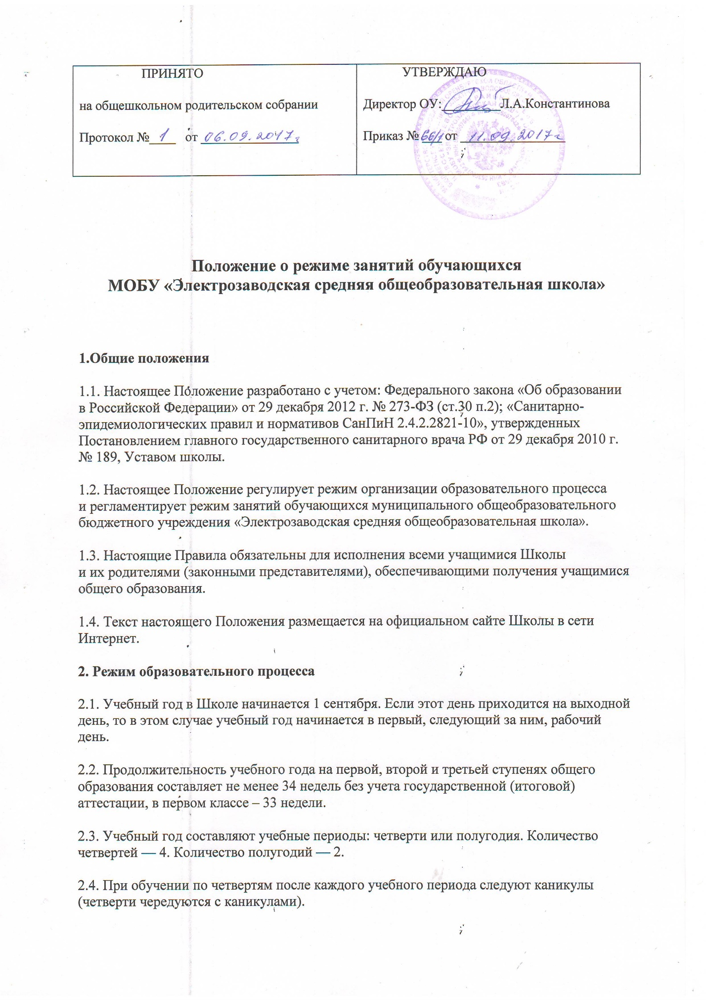 ПРИНЯТО
на общешкольном родительском собрании
Протокол № 1 от 06.09.2017г
УТВЕРЖДАЮ
Директор ОУ: Л.А.Константинова
Приказ № 66/1 от 11.09.2017г
Положение о режиме занятий обучающихся
МОБУ «Электрозаводская средняя общеобразовательная школа»
1.Общие положения
1.1. Настоящее Положение разработано с учетом: Федерального закона «Об образовании
в Российской Федерации» от 29 декабря 2012 г. № 273-ФЗ (ст.30 п.2); «Санитарно-
эпидемиологических правил и нормативов СанПиН 2.4.2.2821-10», утвержденных
Постановлением главного государственного санитарного врача РФ от 29 декабря 2010 г.
№ 189, Уставом школы.
1.2. Настоящее Положение регулирует режим организации образовательного процесса
и регламентирует режим занятий обучающихся муниципального общеобразовательного
бюджетного учреждения «Электрозаводская средняя общеобразовательная школа».
1.3. Настоящие Правила обязательны для исполнения всеми учащимися Школы
и их родителями (законными представителями), обеспечивающими получения учащимися
общего образования.
1.4. Текст настоящего Положения размещается на официальном сайте Школы в сети
Интернет.
2. Режим образовательного процесса
2.1. Учебный год в Школе начинается 1 сентября. Если этот день приходится на выходной
день, то в этом случае учебный год начинается в первый, следующий за ним, рабочий
день.
2.2. Продолжительность учебного года на первой, второй и третьей ступенях общего
образования составляет не менее 34 недель без учета государственной (итоговой)
аттестации, в первом классе – 33 недели.
2.3. Учебный год составляют учебные периоды: четверти или полугодия. Количество
четвертей — 4. Количество полугодий — 2.
2.4. При обучении по четвертям после каждого учебного периода следуют каникулы
(четверти чередуются с каникулами).